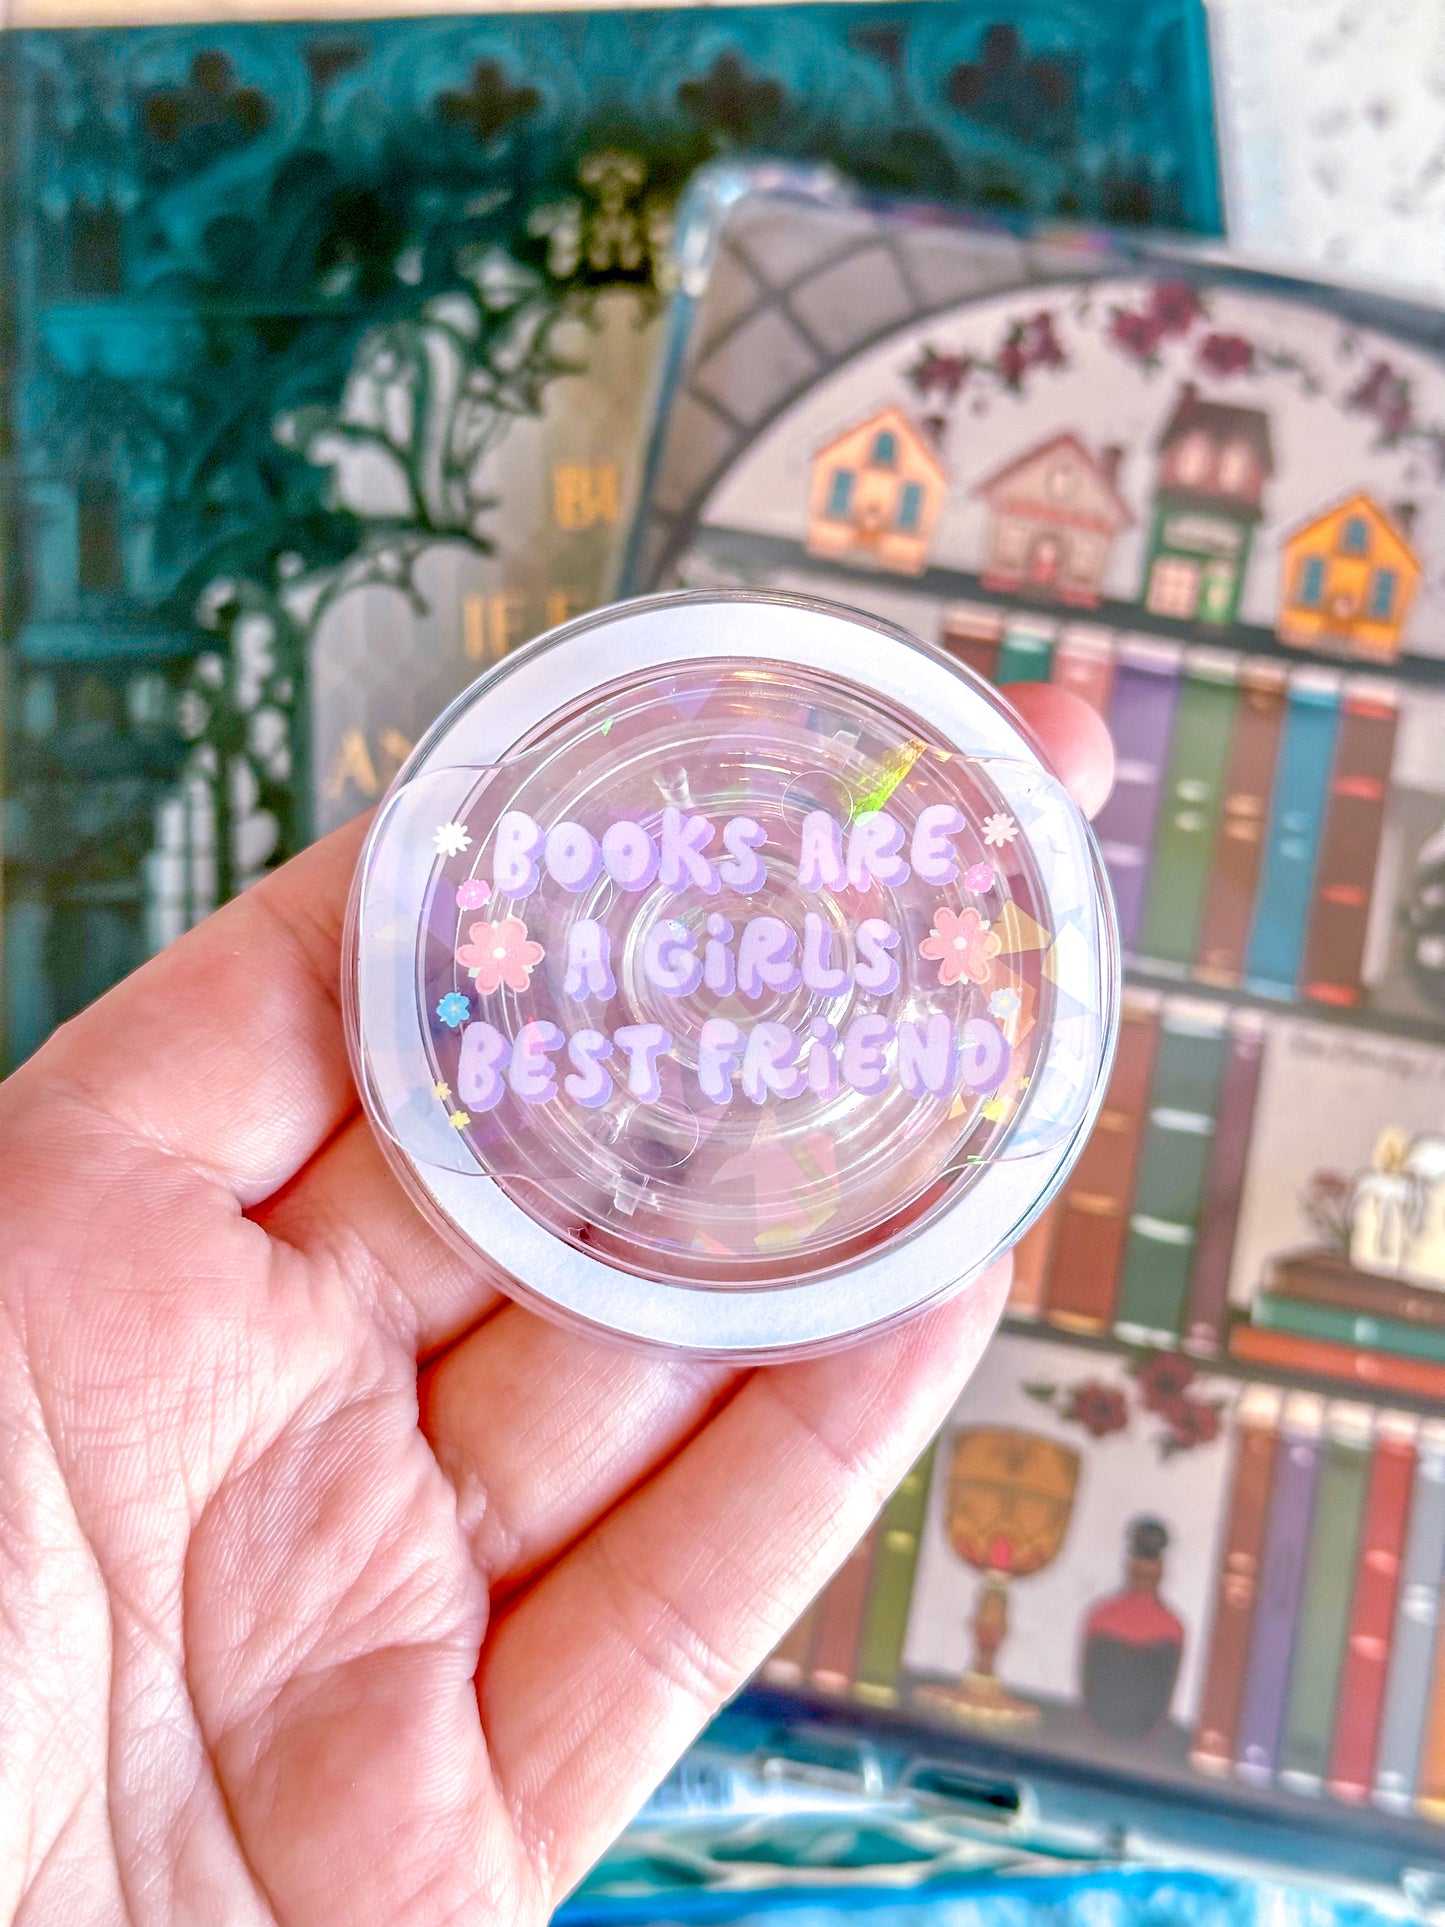 BOOKS ARE
A GiRLS
BEST FRiEND